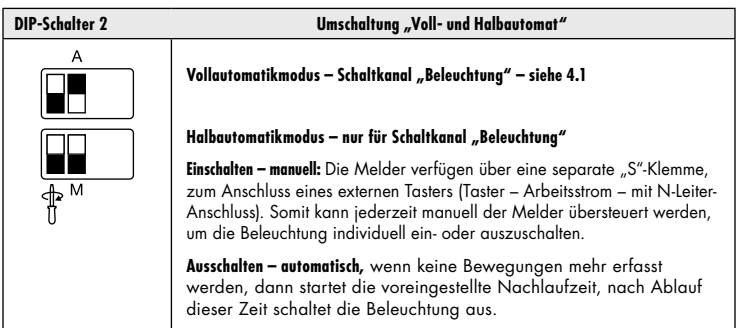 DIP-Schalter 2
Umschaltung „Voll- und Halbautomat“
A
Vollautomatikmodus – Schaltkanal „Beleuchtung“ – siehe 4.1
M
Halbautomatikmodus – nur für Schaltkanal „Beleuchtung“
Einschalten – manuell: Die Melder verfügen über eine separate „S“-Klemme,
zum Anschluss eines externen Tasters (Taster – Arbeitsstrom – mit N-Leiter-
Anschluss). Somit kann jederzeit manuell der Melder übersteuert werden,
um die Beleuchtung individuell ein- oder auszuschalten.
Ausschalten – automatisch, wenn keine Bewegungen mehr erfasst
werden, dann startet die voreingestellte Nachlaufzeit, nach Ablauf
dieser Zeit schaltet die Beleuchtung aus.